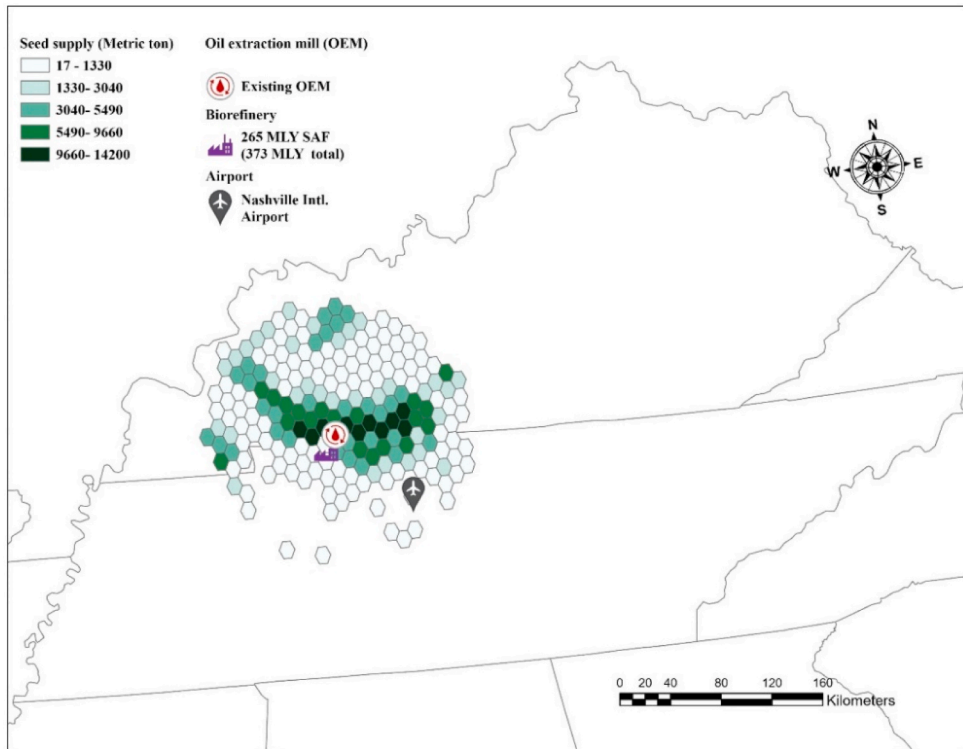 Seed supply (Metric ton)
17 - 1330
1330- 3040
3040- 5490
5490- 9660
9660- 14200
Oil extraction mill (OEM)
Existing OEM
Biorefinery
265 MLY SAF
(373 MLY total)
Airport
Nashville Intl.
Airport
N
W
E
S
0 20 40 80 120 160
Kilometers